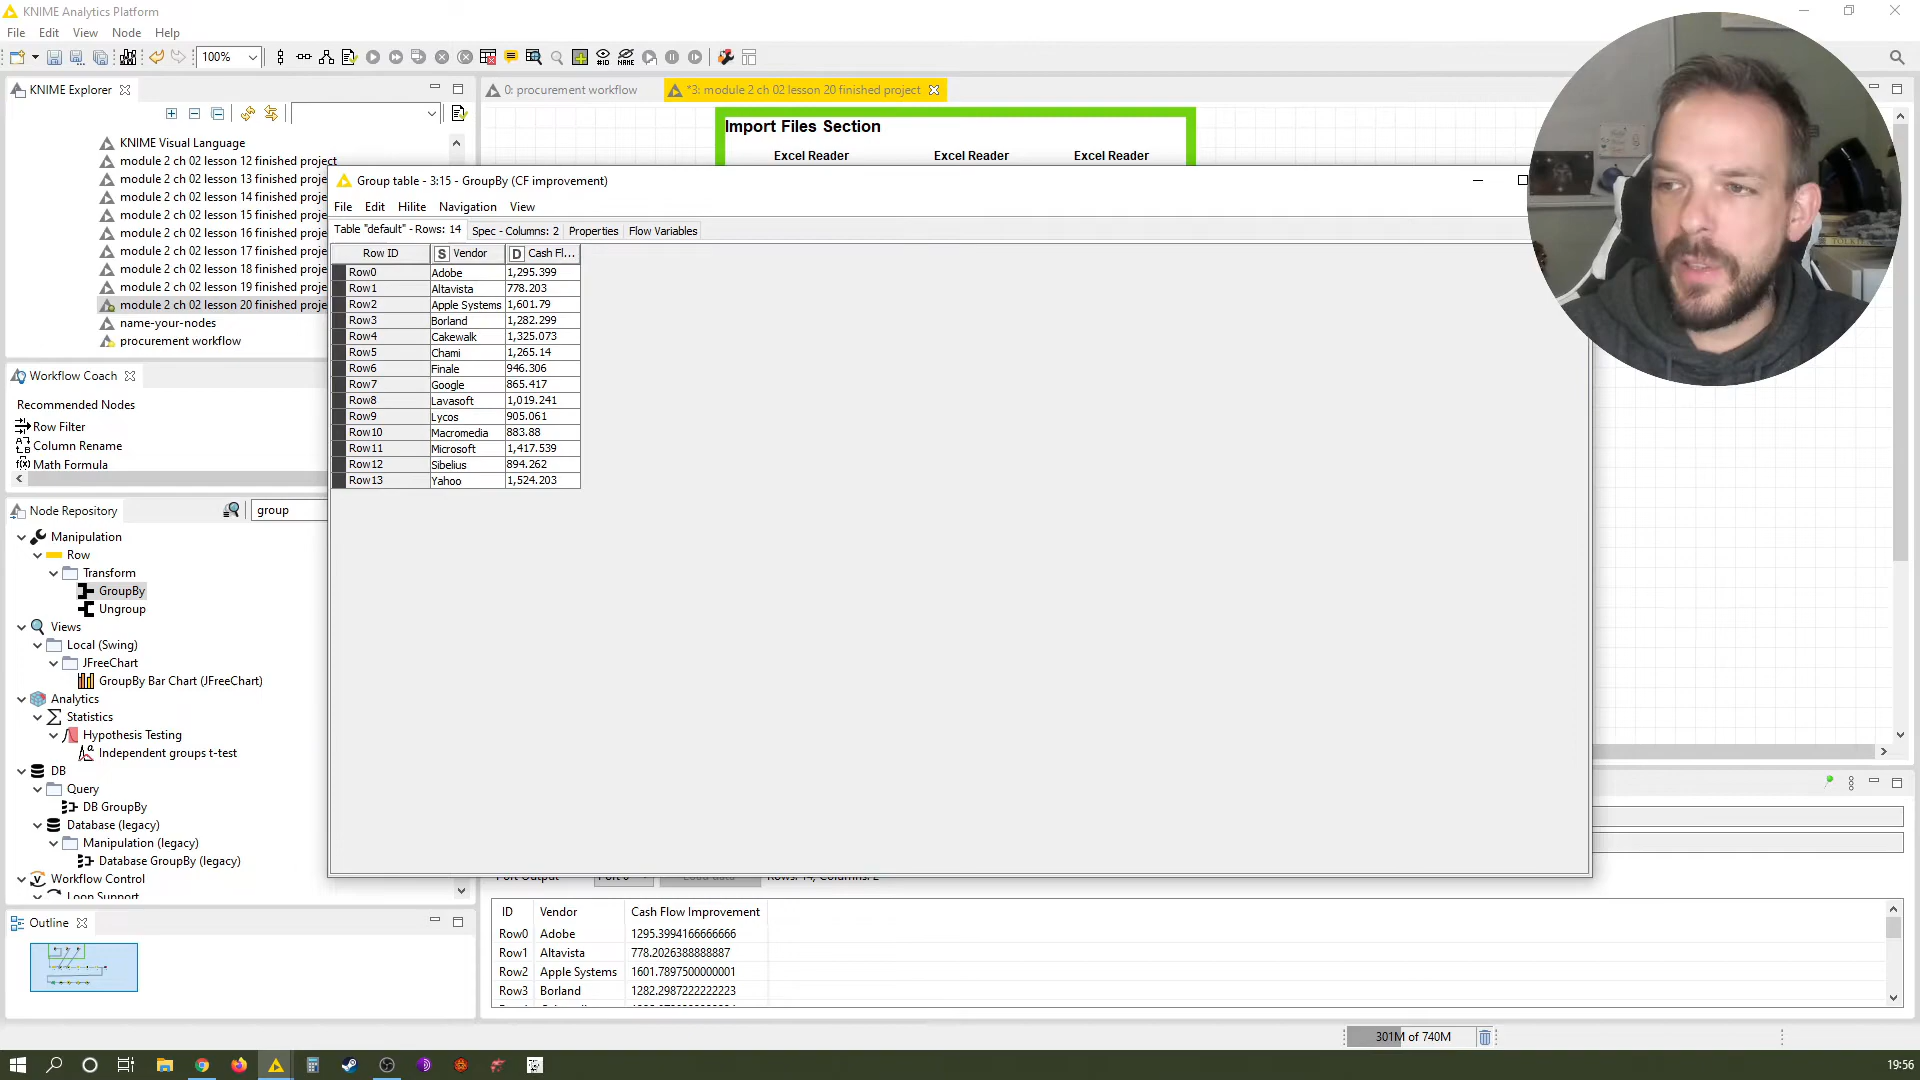 KNIME Analytics Platform
File Edit View Node Help
100%
KNIME Explorer
0: procurement workflow
*3: module 2 ch 02 lesson 20 finished project
Import Files Section
Excel Reader Excel Reader Excel Reader
KNIME Visual Language
module 2 ch 02 lesson 12 finished project
module 2 ch 02 lesson 13 finished proje
module 2 ch 02 lesson 14 finished proje
module 2 ch 02 lesson 15 finished proje
module 2 ch 02 lesson 16 finished proje
module 2 ch 02 lesson 17 finished proje
module 2 ch 02 lesson 18 finished proje
module 2 ch 02 lesson 19 finished proje
module 2 ch 02 lesson 20 finished proje
name-your-nodes
procurement workflow
Group table - 3:15 - GroupBy (CF improvement)
File Edit Hilite Navigation View
Table "default" - Rows: 14 Spec - Columns: 2 Properties Flow Variables
Row ID S Vendor D Cash Fl...
Row0 Adobe 1,295.399
Row1 Altavista 778.203
Row2 Apple Systems 1,601.79
Row3 Borland 1,282.299
Row4 Cakewalk 1,325.073
Row5 Chami 1,265.14
Row6 Finale 946.306
Row7 Google 865.417
Row8 Lavasoft 1,019.241
Row9 Lycos 905.061
Row10 Macromedia 883.88
Row11 Microsoft 1,417.539
Row12 Sibelius 894.262
Row13 Yahoo 1,524.203
Workflow Coach
Recommended Nodes
Row Filter
Column Rename
Math Formula
Node Repository
group
Manipulation
Row
Transform
GroupBy
Ungroup
Views
Local (Swing)
JFreeChart
GroupBy Bar Chart (JFreeChart)
Analytics
Statistics
Hypothesis Testing
Independent groups t-test
DB
Query
DB GroupBy
Database (legacy)
Manipulation (legacy)
Database GroupBy (legacy)
Workflow Control
Loop Support
Outline
ID Vendor Cash Flow Improvement
Row0 Adobe 1295.3994166666666
Row1 Altavista 778.2026388888887
Row2 Apple Systems 1601.7897500000001
Row3 Borland 1282.2987222222223
301M of 740M
19:56